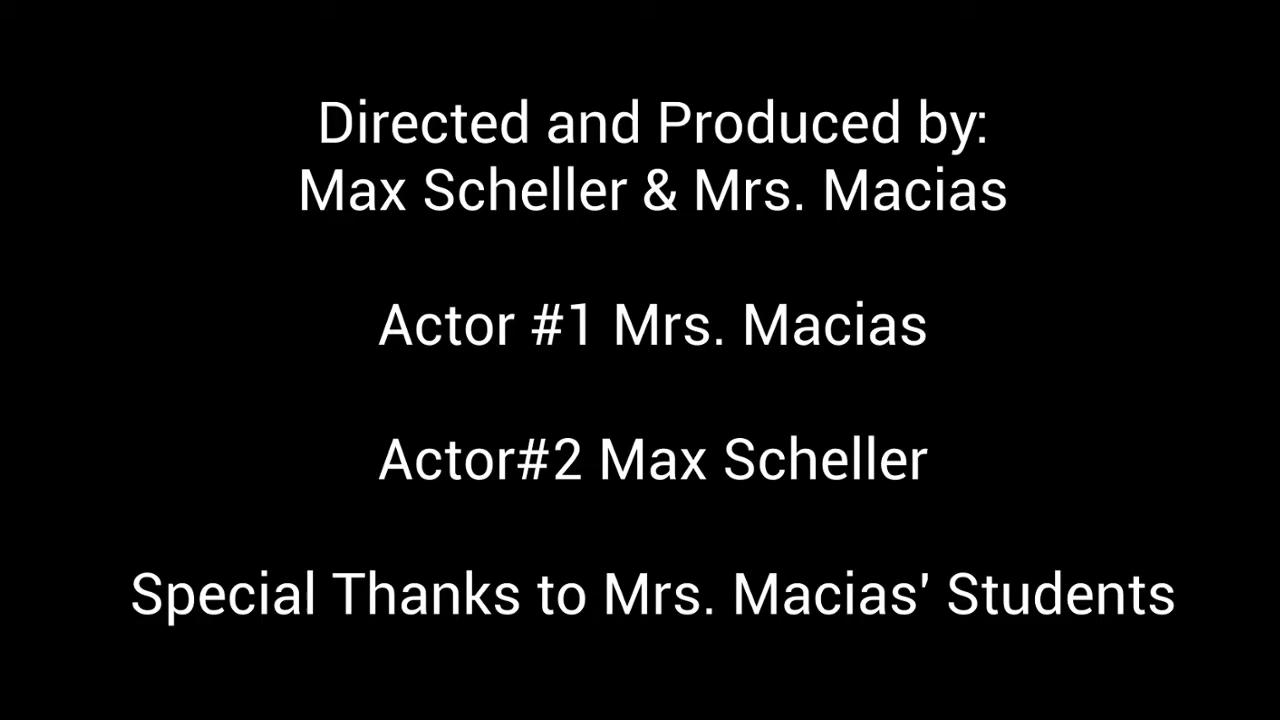 Directed and Produced by:
Max Scheller & Mrs. Macias
Actor #1 Mrs. Macias
Actor#2 Max Scheller
Special Thanks to Mrs. Macias' Students